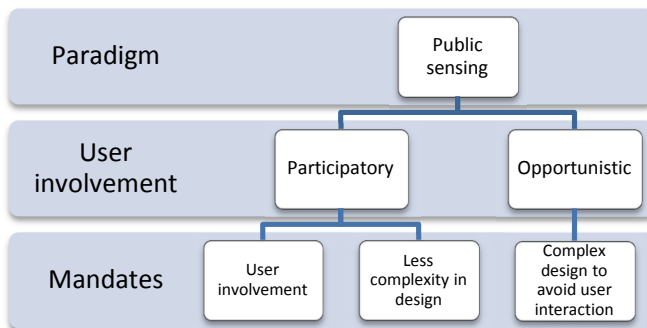 Paradigm
Public
sensing
User
involvement
Participatory
Opportunistic
Mandates
User
involvement
Less
complexity in
design
Complex
design to
avoid user
interaction